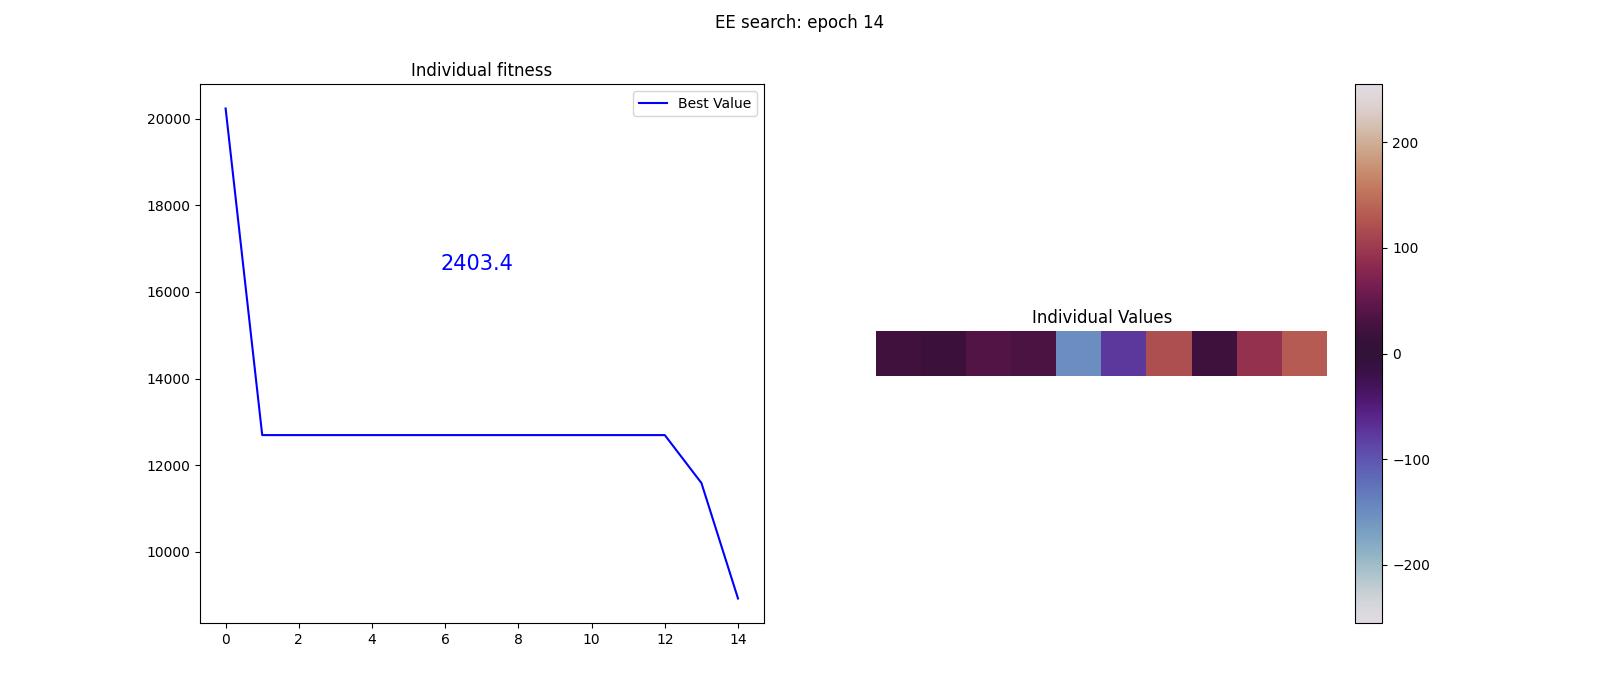 EE search: epoch 14
Individual fitness
Best Value
20000
18000
16000
14000
12000
10000
2403.4
0 2 4 6 8 10 12 14
Individual Values
200
100
0
−100
−200